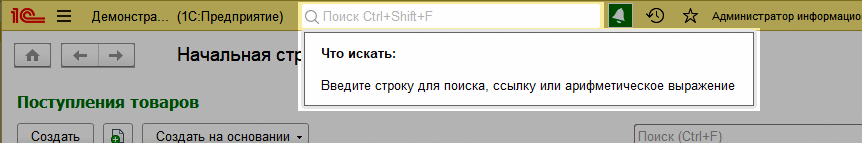 1С Демонстра... (1С:Предприятие) Поиск Ctrl+Shift+F Администратор информацио
Начальная стр
Что искать:
Введите строку для поиска, ссылку или арифметическое выражение
Поступления товаров
Создать Создать на основании Поиск (Ctrl+F)